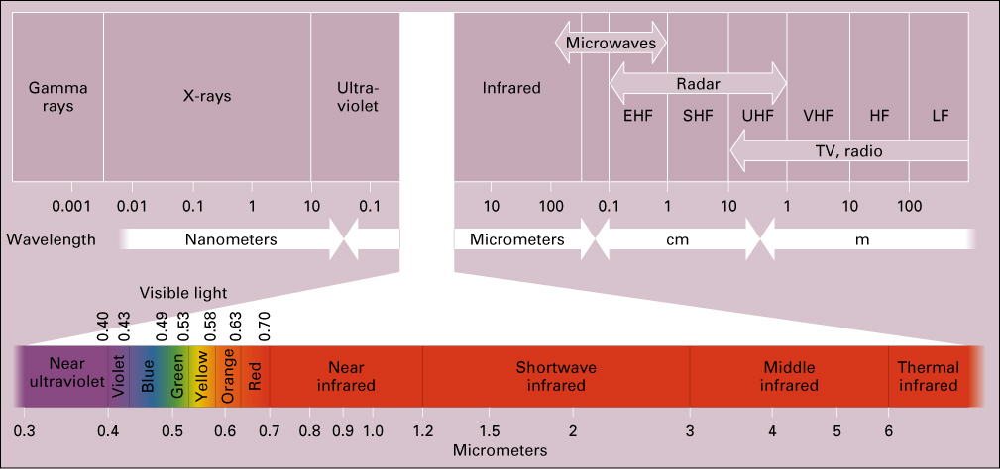 Microwaves
Gamma
rays
X-rays
Ultra-
violet
Infrared
Radar
EHF SHF UHF VHF HF LF
TV, radio
0.001 0.01 0.1 1 10 0.1 10 100 0.1 1 10 1 10 100
Wavelength Nanometers Micrometers cm m
Visible light
0.40 0.43 0.49 0.53 0.58 0.63 0.70
Near
ultraviolet
Violet
Blue
Green
Yellow
Orange
Red
Near
infrared
Shortwave
infrared
Middle
infrared
Thermal
infrared
0.3 0.4 0.5 0.6 0.7 0.8 0.9 1.0 1.2 1.5 2 3 4 5 6
Micrometers